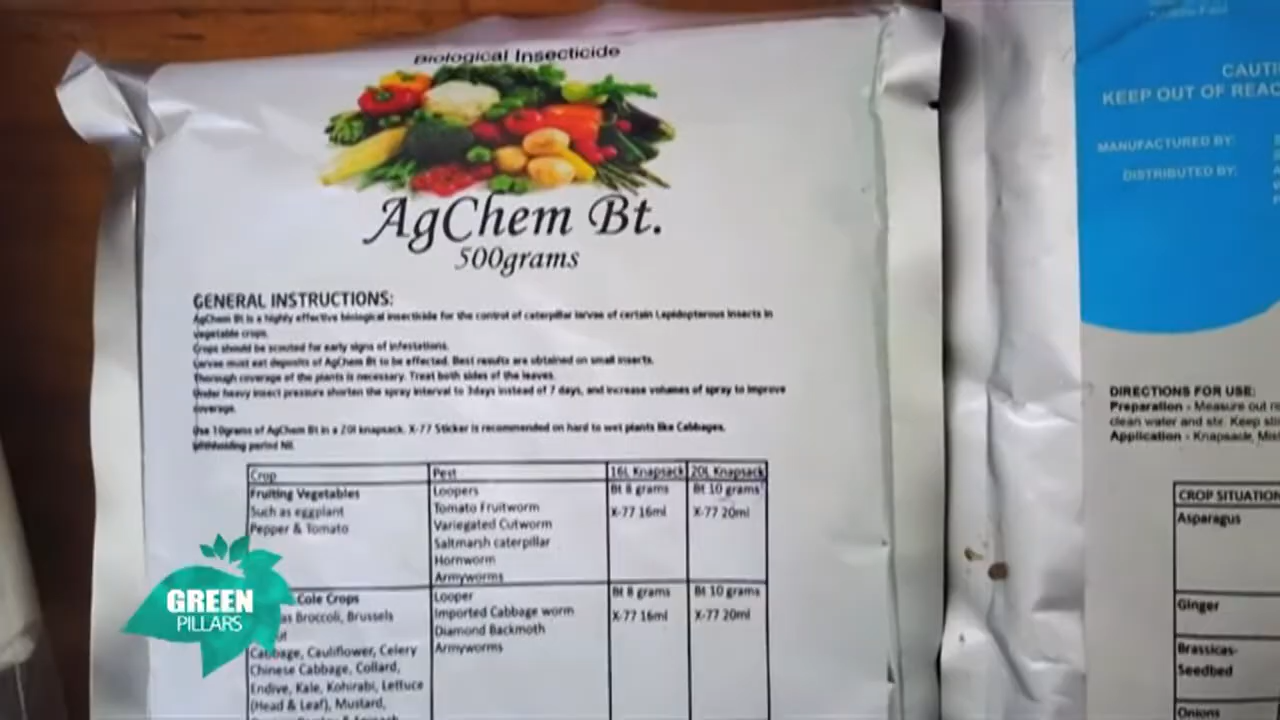 Biological Insecticide
AgChem Bt.
500grams
GENERAL INSTRUCTIONS:
AgChem Bt is a highly effective biological insecticide for the control of caterpillar larvae of certain Lepidopterous insects in
vegetable crops.
Crops should be scouted for early signs of infestations.
Larvae must eat deposits of AgChem Bt to be effected. Best results are obtained on small insects.
Thorough coverage of the plants is necessary. Treat both sides of the leaves.
Under heavy insect pressure shorten the spray interval to 3days instead of 7 days, and increase volumes of spray to improve
coverage.
Use 10grams of AgChem Bt in a 20l knapsack. X-77 Sticker is recommended on hard to wet plants like Cabbages.
Withholding period Nil.
Crop Pest 16L Knapsack 20L Knapsack
Fruiting Vegetables Loopers Bt 8 grams Bt 10 grams
Such as eggplant Tomato Fruitworm X-77 16ml X-77 20ml
Pepper & Tomato Variegated Cutworm
Saltmarsh caterpillar
Hornworm
Armyworms
Cole Crops Looper Bt 8 grams Bt 10 grams
as Broccoli, Brussels Imported Cabbage worm X-77 16ml X-77 20ml
Diamond Backmoth
Cabbage, Cauliflower, Celery Armyworms
Chinese Cabbage, Collard,
Endive, Kale, Kohirabi, Lettuce
(Head & Leaf), Mustard,
GREEN
PILLARS
CAUTI
KEEP OUT OF REAC
MANUFACTURED BY:
DISTRIBUTED BY:
DIRECTIONS FOR USE:
Preparation - Measure out
clean water and stir. Keep
Application - Knapsack,
CROP SITUATION
Asparagus
Ginger
Brassicas-
Seedbed
Onions